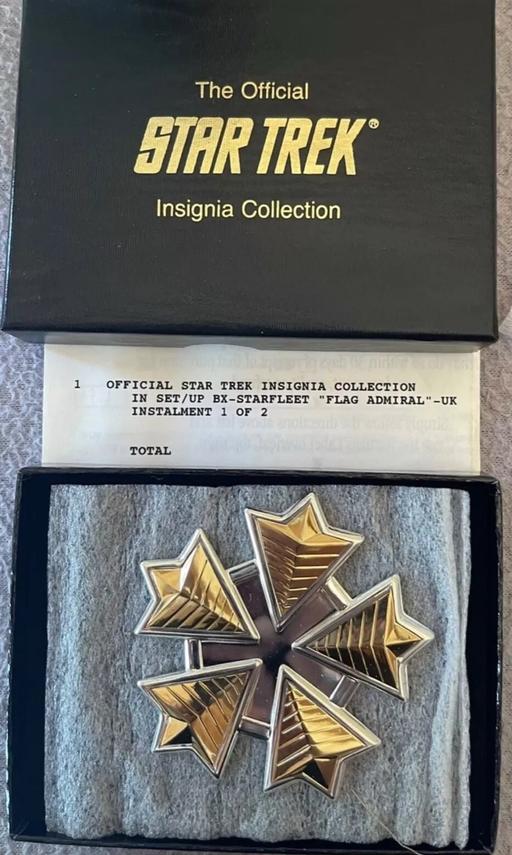 The Official
STAR TREK®
Insignia Collection
1 OFFICIAL STAR TREK INSIGNIA COLLECTION
IN SET/UP BX-STARFLEET "FLAG ADMIRAL"-UK
INSTALMENT 1 OF 2
TOTAL